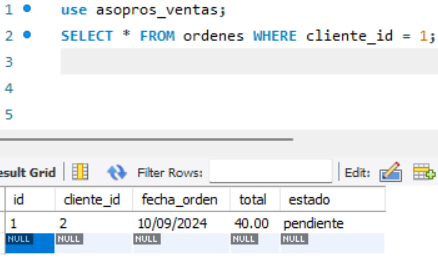 1 use asopros_ventas;
2 SELECT * FROM ordenes WHERE cliente_id = 1;
3
4
5
esult Grid Filter Rows: Edit:
id cliente_id fecha_orden total estado
1 2 10/09/2024 40.00 pendiente
NULL NULL NULL NULL NULL